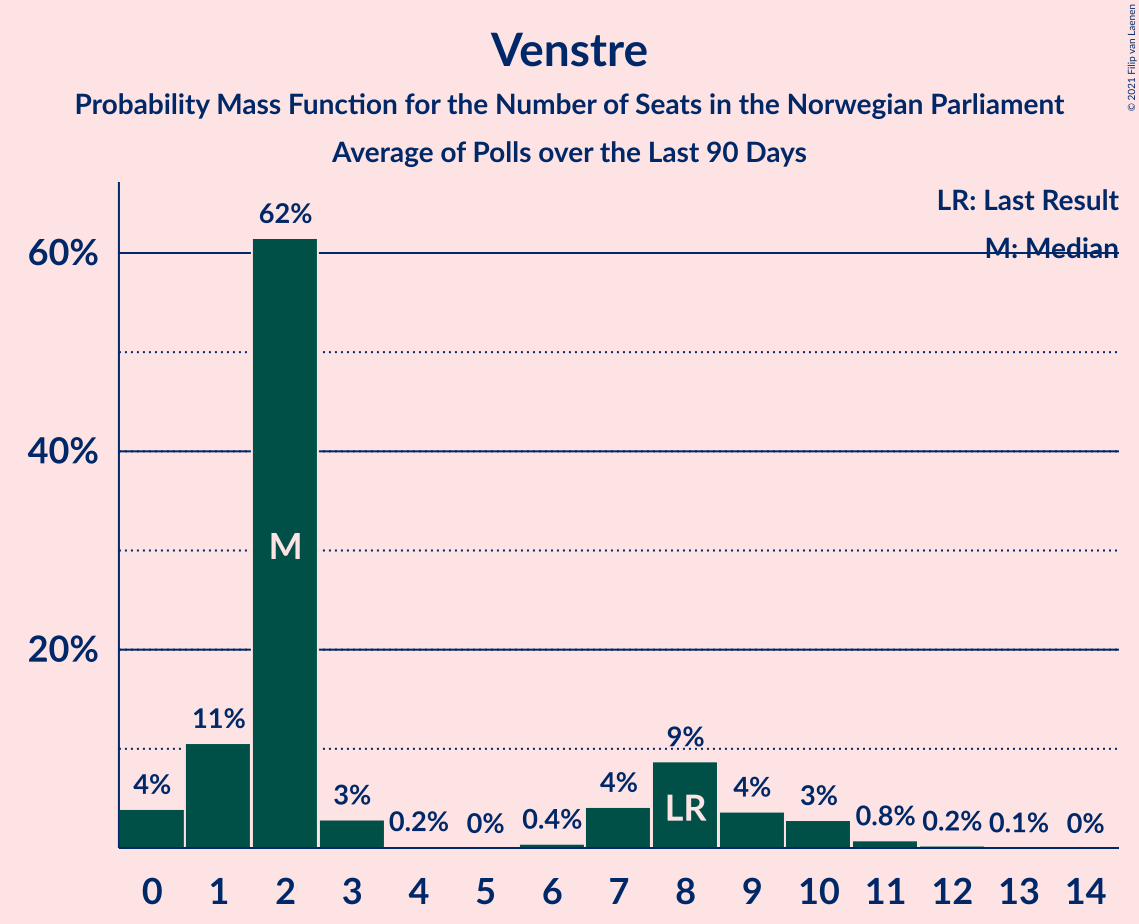 Venstre
Probability Mass Function for the Number of Seats in the Norwegian Parliament
Average of Polls over the Last 90 Days
© 2021 Filip van Laenen
LR: Last Result
M: Median
60%
40%
20%
4%
11%
62%
3%
0.2%
0%
0.4%
4%
9%
4%
3%
0.8%
0.2%
0.1%
0%
M
LR
0 1 2 3 4 5 6 7 8 9 10 11 12 13 14